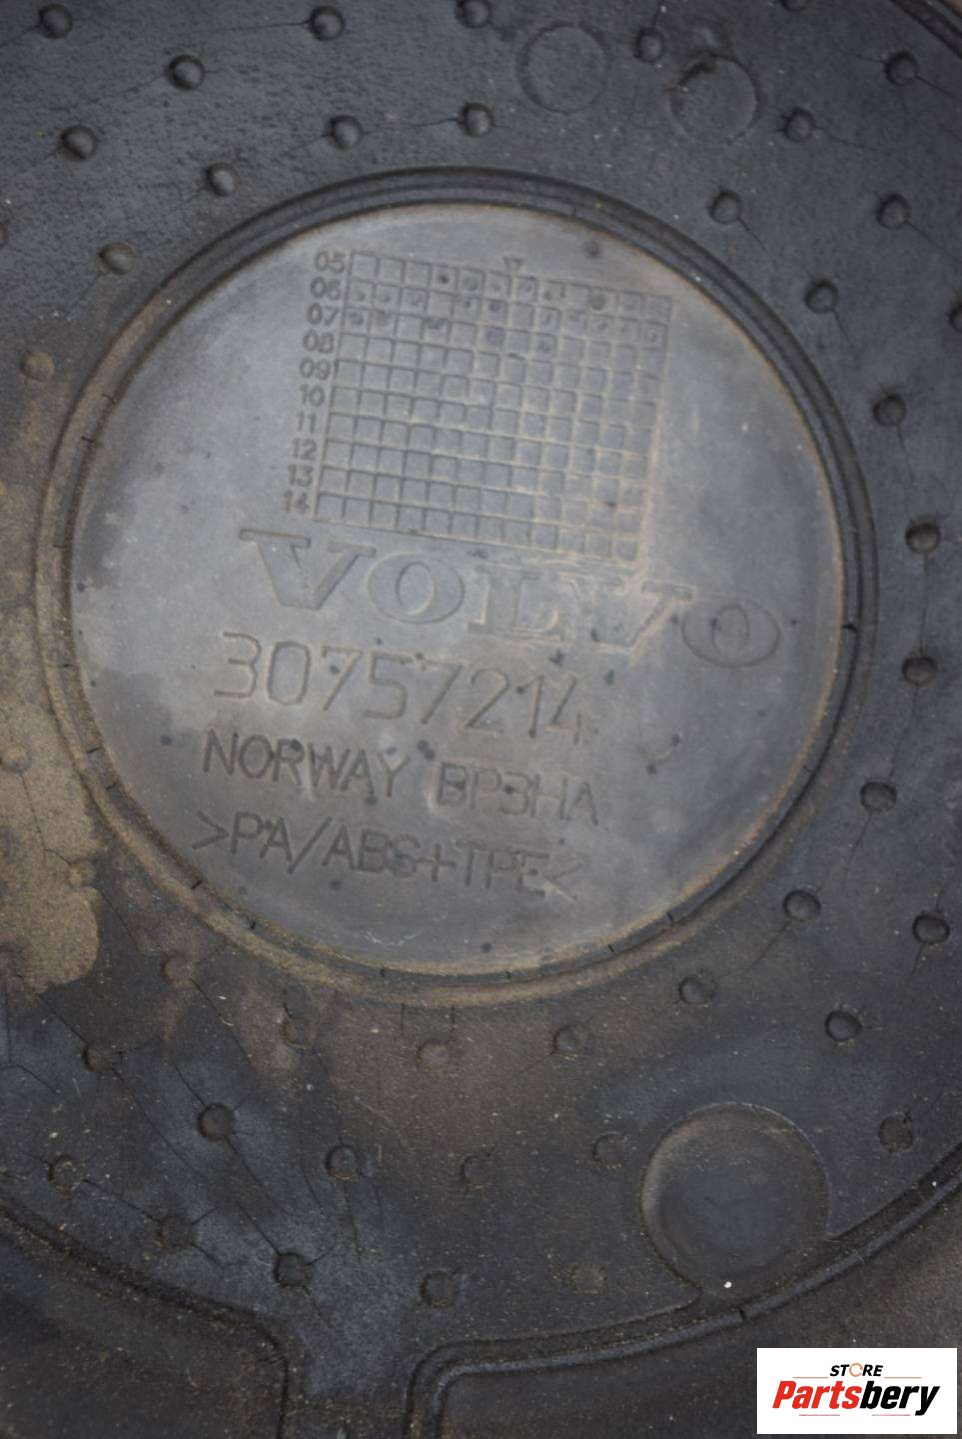 05
06
07
08
09
10
11
12
13
14
VOLVO
30757214
NORWAY BP3HA
>PA/ABS+TPE<
STORE
Partsbery